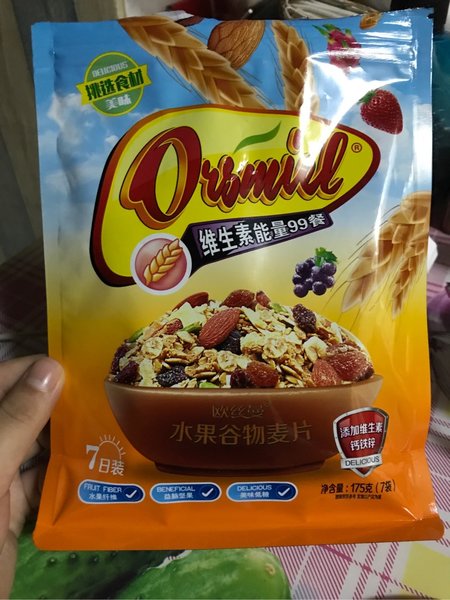 DELICIOUS
挑选食材
美味
Orsmill®
维生素能量99餐
欧丝蔓
水果谷物麦片
7日装
添加维生素
钙铁锌
DELICIOUS
FRUIT FIBER
水果纤维
BENEFICIAL
益肠坚果
DELICIOUS
美味低糖
净含量：175克(7袋)